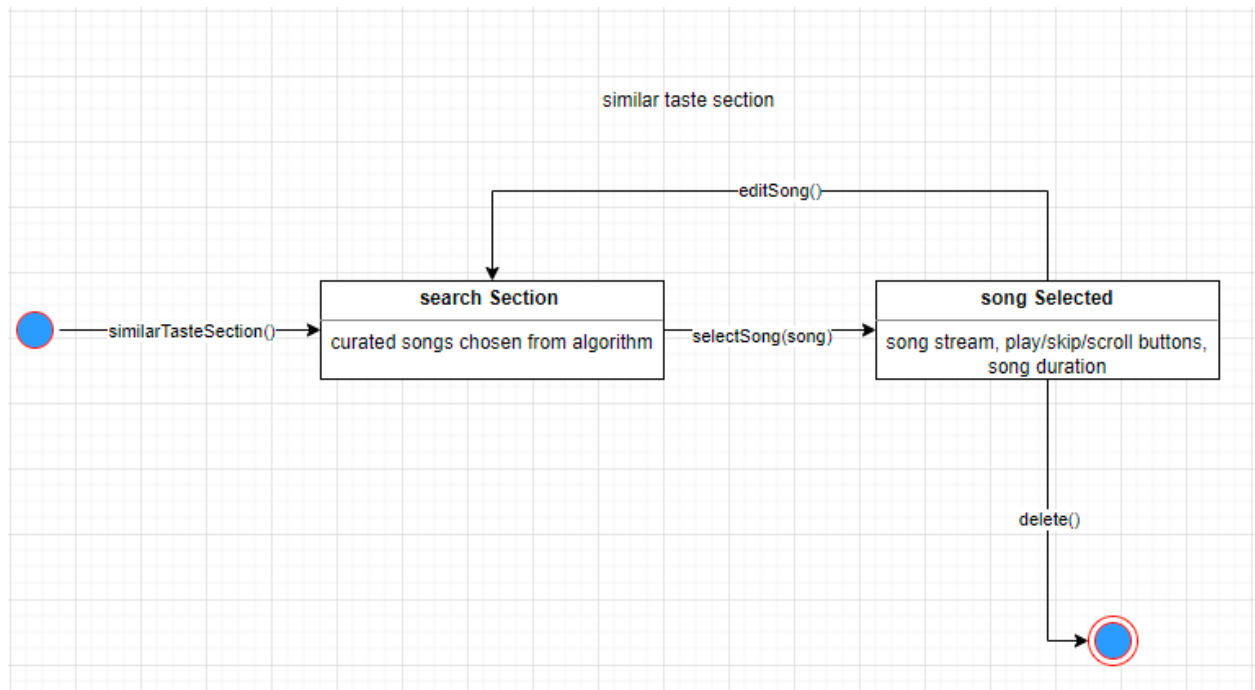 similar taste section
editSong()
search Section
song Selected
similarTasteSection()
curated songs chosen from algorithm
selectSong(song)
song stream, play/skip/scroll buttons,
song duration
delete()